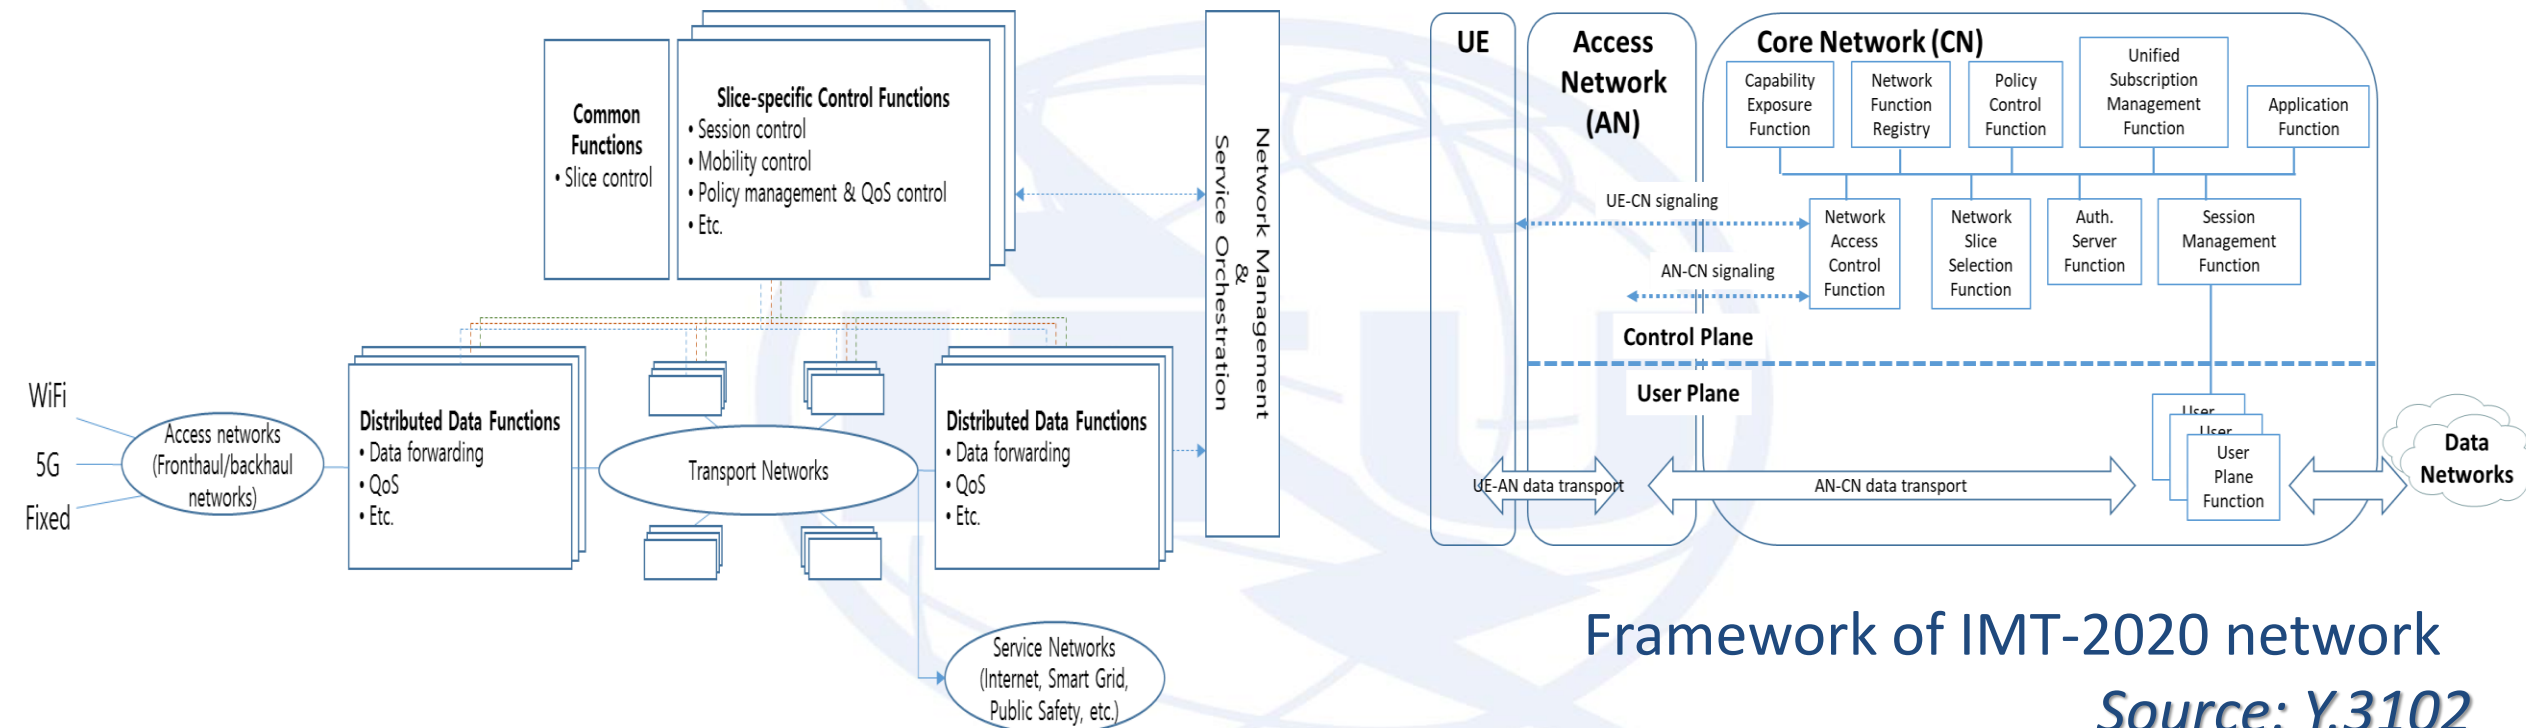 Common
Functions
• Slice control
Slice-specific Control Functions
• Session control
• Mobility control
• Policy management & QoS control
• Etc.
Network Management
&
Service Orchestration
WiFi
5G
Fixed
Access networks
(Fronthaul/backhaul
networks)
Distributed Data Functions
• Data forwarding
• QoS
• Etc.
Transport Networks
Distributed Data Functions
• Data forwarding
• QoS
• Etc.
Service Networks
(Internet, Smart Grid,
Public Safety, etc.)
UE
Access
Network
(AN)
Core Network (CN)
Capability
Exposure
Function
Network
Function
Registry
Policy
Control
Function
Unified
Subscription
Management
Function
Application
Function
UE-CN signaling
AN-CN signaling
Network
Access
Control
Function
Network
Slice
Selection
Function
Auth.
Server
Function
Session
Management
Function
Control Plane
User Plane
User
User
User
Plane
Function
UE-AN data transport
AN-CN data transport
Data
Networks
Framework of IMT-2020 network
Source: Y.3102
ITU